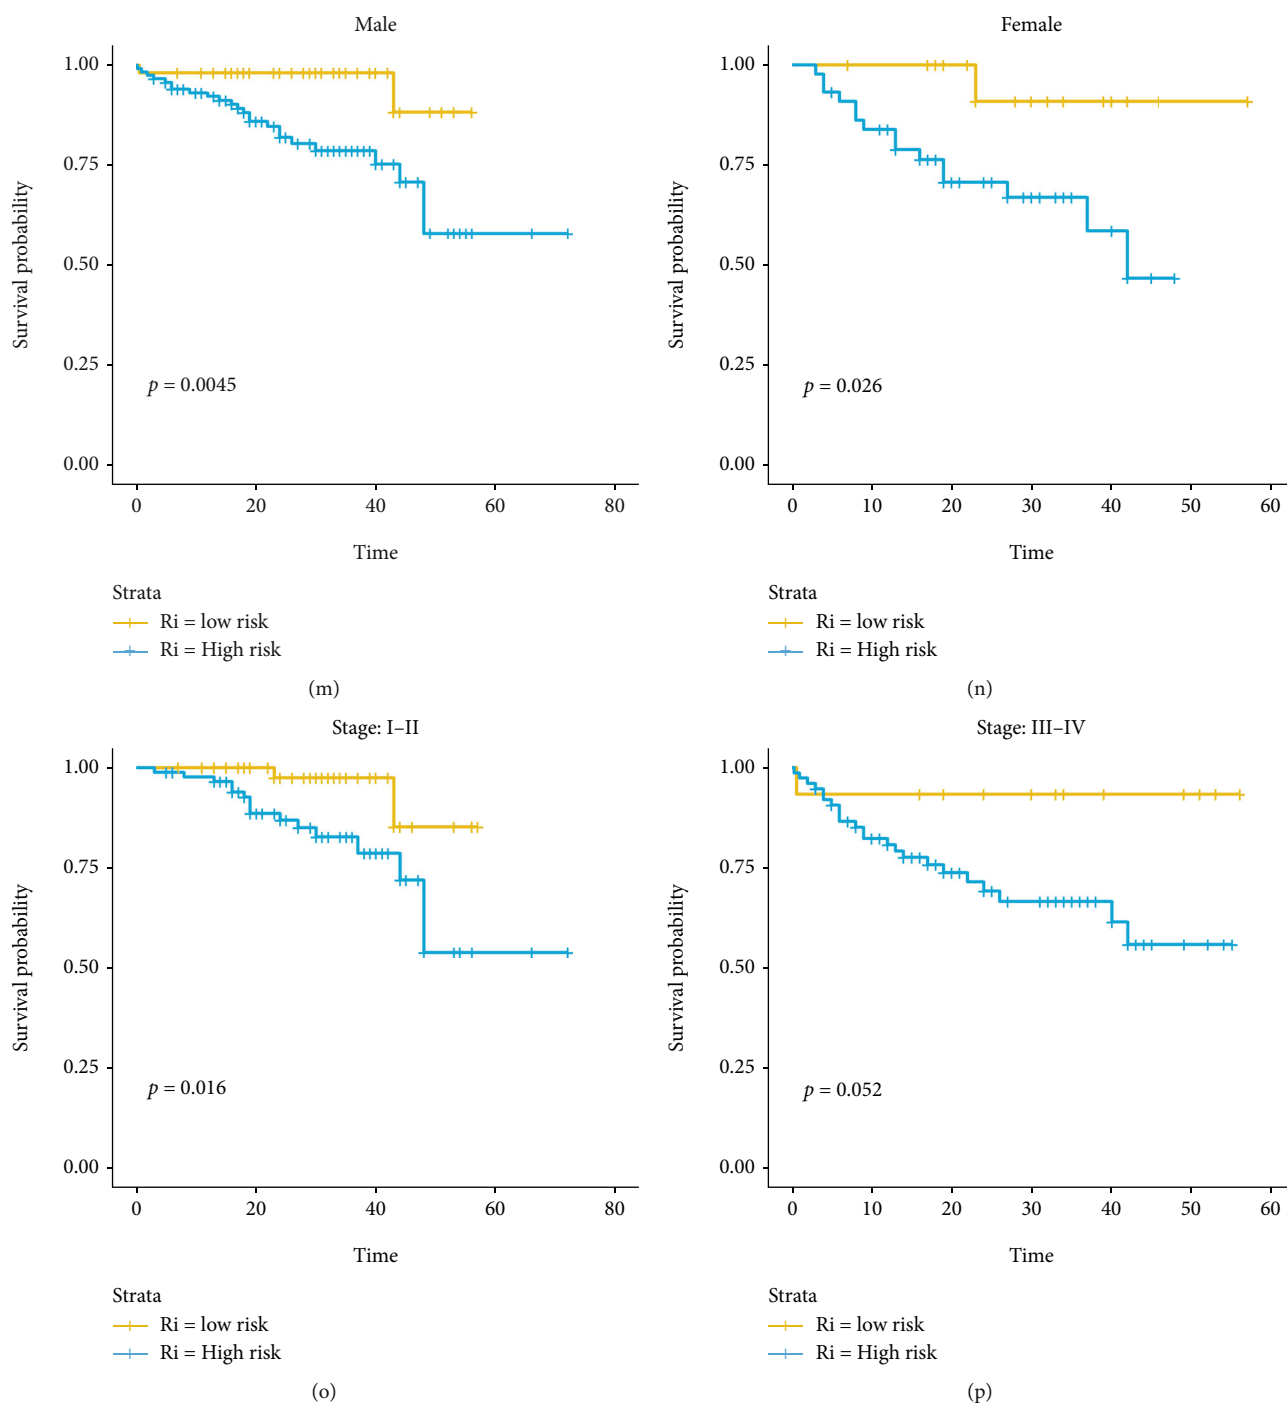 Male
1.00
0.75
0.50
0.25
0.00
Survival probability
p = 0.0045
0 20 40 60 80
Time
Strata
Ri = low risk
Ri = High risk
(m)
Female
1.00
0.75
0.50
0.25
0.00
Survival probability
p = 0.026
0 10 20 30 40 50 60
Time
Strata
Ri = low risk
Ri = High risk
(n)
Stage: I–II
1.00
0.75
0.50
0.25
0.00
Survival probability
p = 0.016
0 20 40 60 80
Time
Strata
Ri = low risk
Ri = High risk
(o)
Stage: III–IV
1.00
0.75
0.50
0.25
0.00
Survival probability
p = 0.052
0 10 20 30 40 50 60
Time
Strata
Ri = low risk
Ri = High risk
(p)